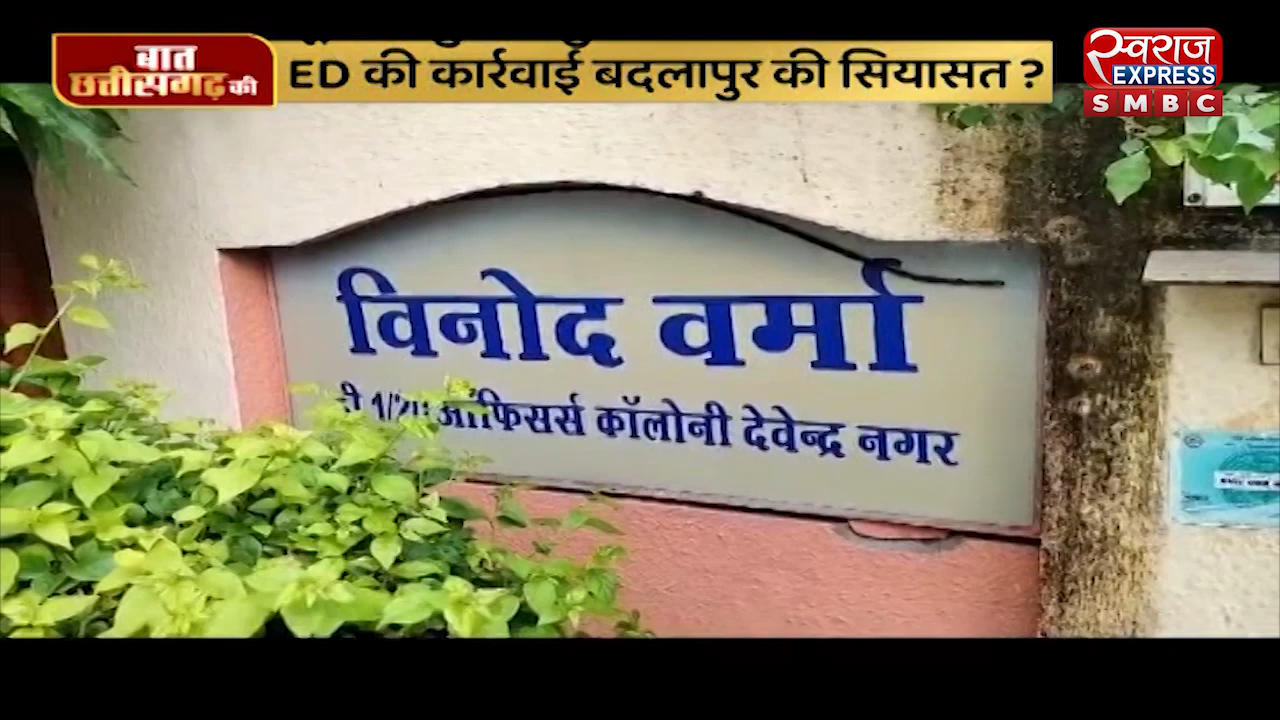 बात
छत्तीसगढ़ की
ED की कार्रवाई बदलापुर की सियासत ?
स्वराज
EXPRESS
SMBC
विनोद वर्मा
ऑफिसर्स कॉलोनी देवेन्द्र नगर